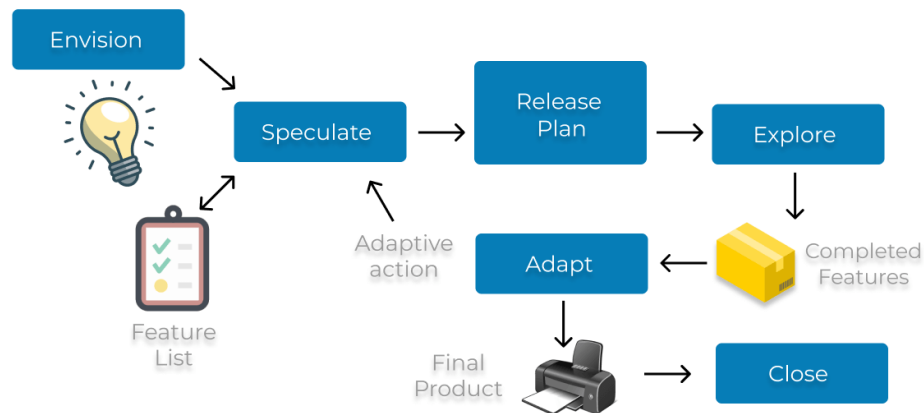 Envision
Speculate
Release
Plan
Explore
Adaptive
action
Adapt
Completed
Features
Feature
List
Final
Product
Close